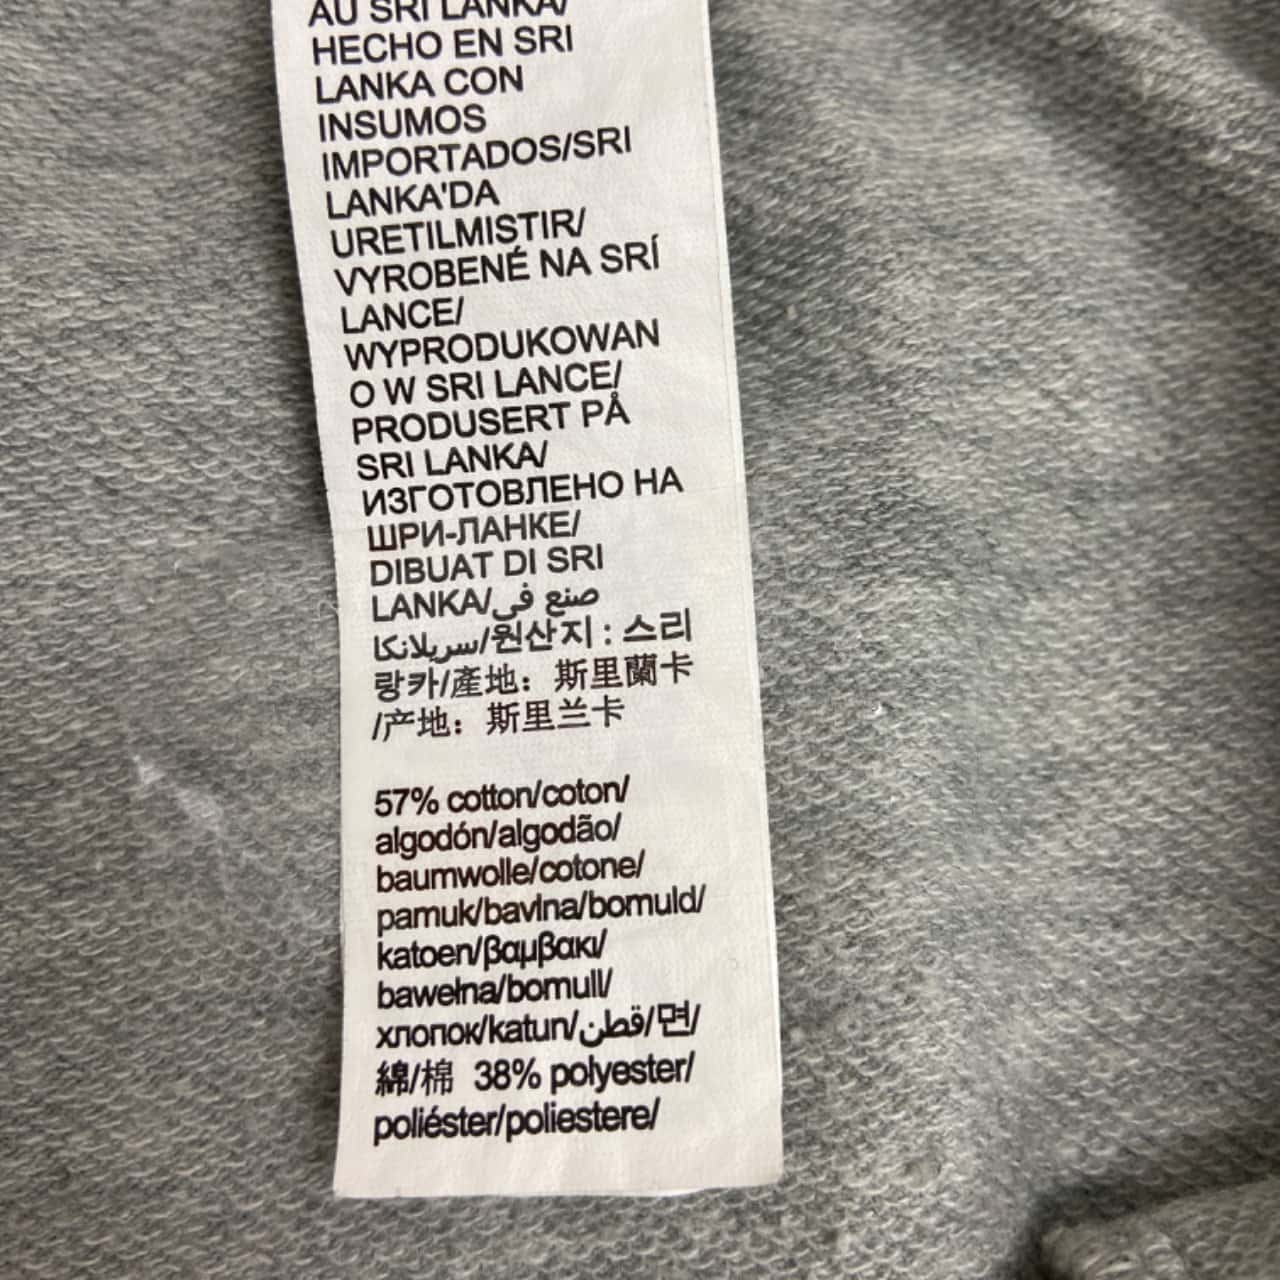 AU SRI LANKA/
HECHO EN SRI
LANKA CON
INSUMOS
IMPORTADOS/SRI
LANKA'DA
URETILMISTIR/
VYROBENÉ NA SRÍ
LANCE/
WYPRODUKOWAN
O W SRI LANCE/
PRODUSERT PÅ
SRI LANKA/
ИЗГОТОВЛЕНО НА
ШРИ-ЛАНКЕ/
DIBUAT DI SRI
LANKA/صنع في
سريلانكا/원산지 : 스리
랑카/產地：斯里蘭卡
/产地：斯里兰卡
57% cotton/coton/
algodón/algodão/
baumwolle/cotone/
pamuk/bavlna/bomuld/
katoen/βαμβακι/
bawełna/bomull/
хлопок/katun/قطن/면/
綿/棉 38% polyester/
poliéster/poliestere/